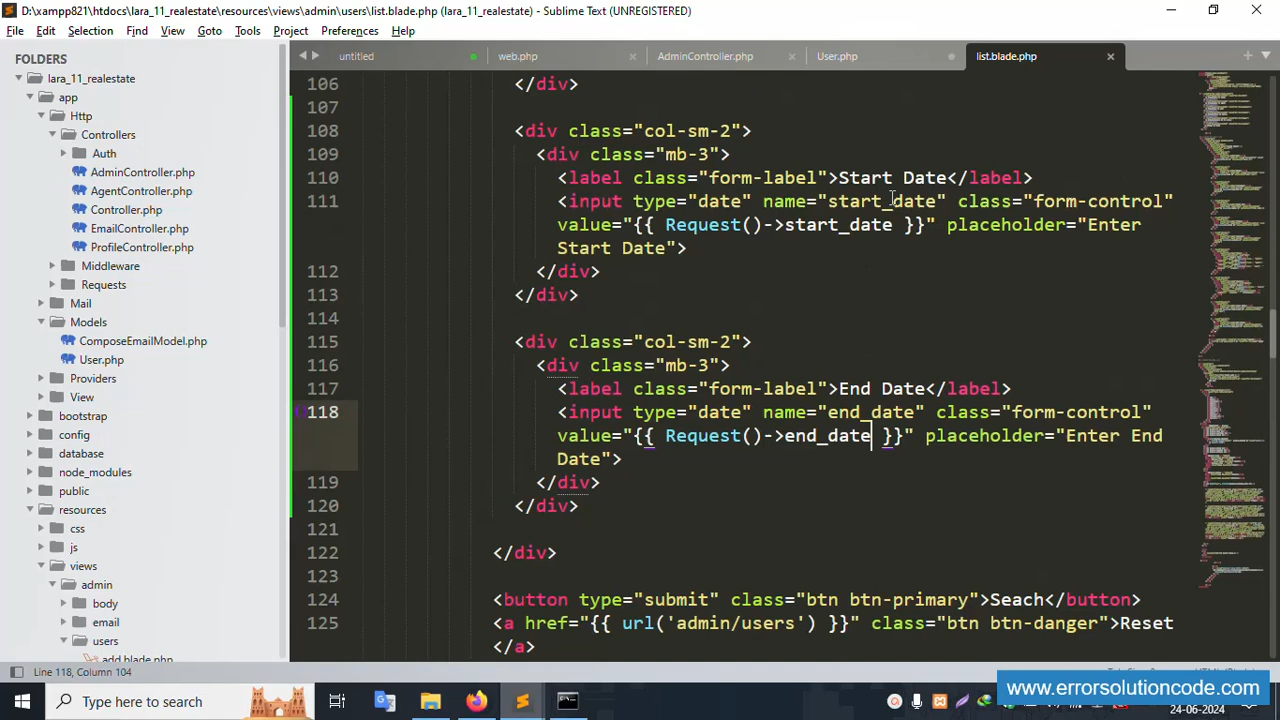 D:\xampp821\htdocs\lara_11_realestate\resources\views\admin\users\list.blade.php (lara_11_realestate) - Sublime Text (UNREGISTERED)
File Edit Selection Find View Goto Tools Project Preferences Help
FOLDERS
lara_11_realestate
app
Http
Controllers
Auth
AdminController.php
AgentController.php
Controller.php
EmailController.php
ProfileController.php
Middleware
Requests
Mail
Models
ComposeEmailModel.php
User.php
Providers
View
bootstrap
config
database
node_modules
public
resources
css
js
views
admin
body
email
users
add.blade.php
untitled web.php AdminController.php User.php list.blade.php
106 </div>
107
108 <div class="col-sm-2">
109 <div class="mb-3">
110 <label class="form-label">Start Date</label>
111 <input type="date" name="start_date" class="form-control"
value="{{ Request()->start_date }}" placeholder="Enter
Start Date">
112 </div>
113 </div>
114
115 <div class="col-sm-2">
116 <div class="mb-3">
117 <label class="form-label">End Date</label>
118 <input type="date" name="end_date" class="form-control"
value="{{ Request()->end_date }}" placeholder="Enter End
Date">
119 </div>
120 </div>
121
122 </div>
123
124 <button type="submit" class="btn btn-primary">Seach</button>
125 <a href="{{ url('admin/users') }}" class="btn btn-danger">Reset
</a>
Line 118, Column 104
Type here to search
www.errorsolutioncode.com
24-06-2024